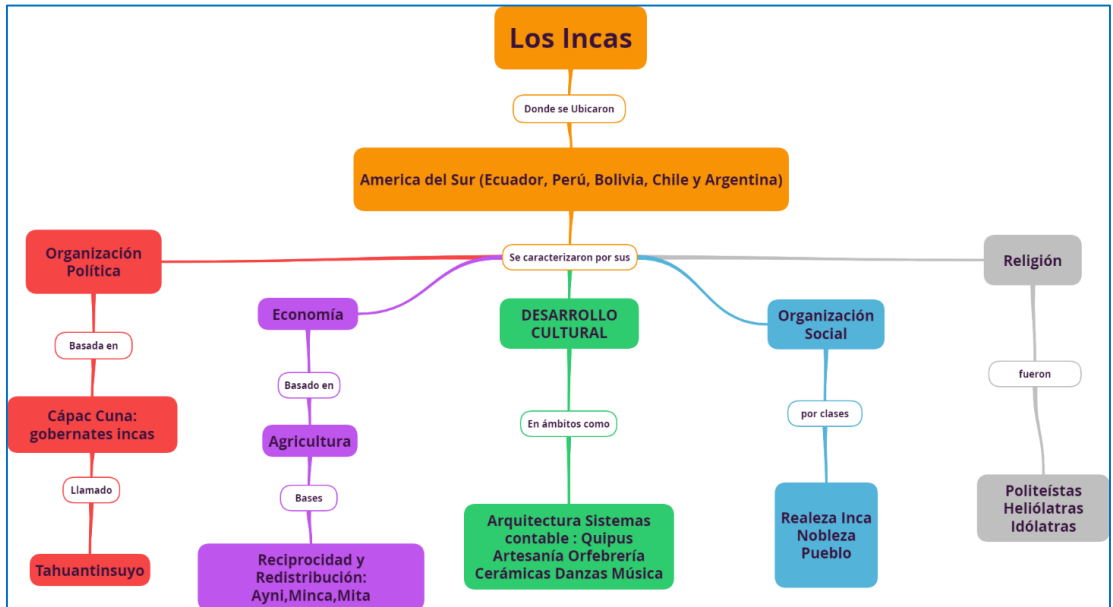 Los Incas
Donde se Ubicaron
America del Sur (Ecuador, Perú, Bolivia, Chile y Argentina)
Se caracterizaron por sus
Organización
Política
Basada en
Cápac Cuna:
gobernates incas
Llamado
Tahuantinsuyo
Economía
Basado en
Agricultura
Bases
Reciprocidad y
Redistribución:
Ayni,Minca,Mita
DESARROLLO
CULTURAL
En ámbitos como
Arquitectura Sistemas
contable : Quipus
Artesanía Orfebrería
Cerámicas Danzas Música
Organización
Social
por clases
Realeza Inca
Nobleza
Pueblo
Religión
fueron
Politeístas
Heliólatras
Idólatras